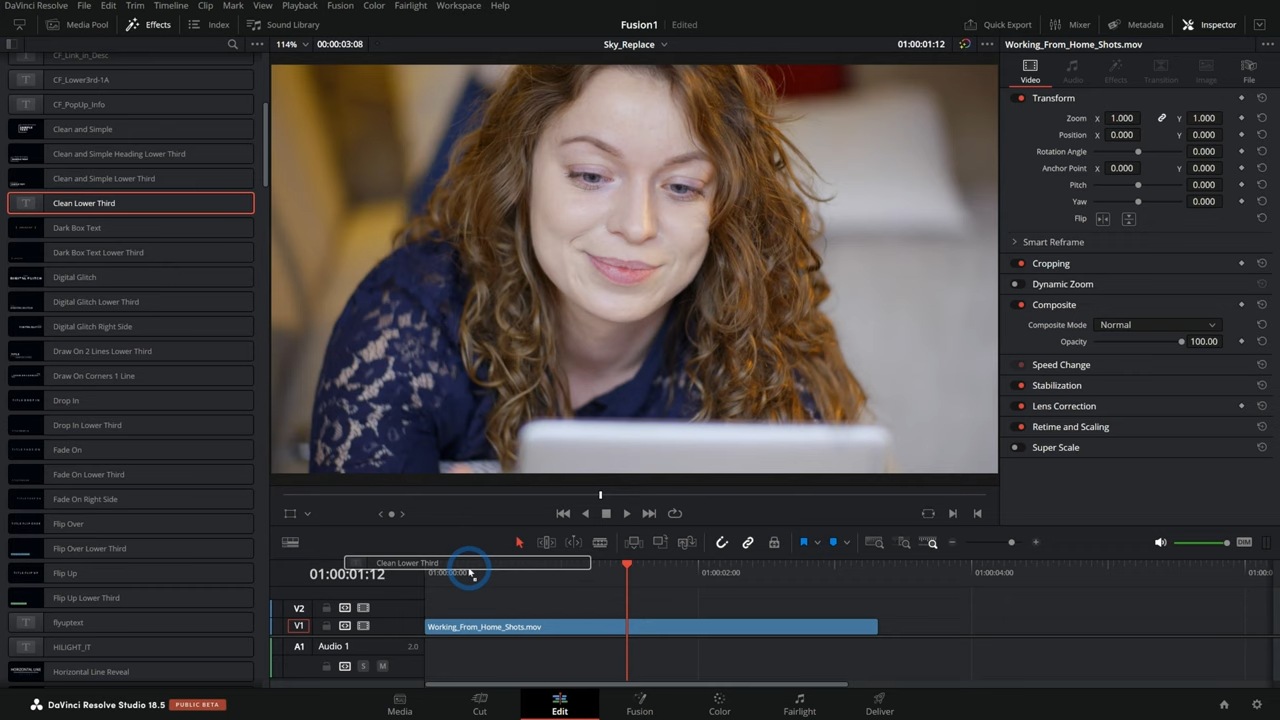 DaVinci Resolve File Edit Trim Timeline Clip Mark View Playback Fusion Color Fairlight Workspace Help
Media Pool Effects Index Sound Library Fusion1 Edited Quick Export Mixer Metadata Inspector
114% 00:00:03:08 Sky_Replace 01:00:01:12 Working_From_Home_Shots.mov
CF_Link_in_Desc
CF_Lower3rd-1A
CF_PopUp_Info
Clean and Simple
Clean and Simple Heading Lower Third
Clean and Simple Lower Third
Clean Lower Third
Dark Box Text
Dark Box Text Lower Third
Digital Glitch
Digital Glitch Lower Third
Digital Glitch Right Side
Draw On 2 Lines Lower Third
Draw On Corners 1 Line
Drop In
Drop In Lower Third
Fade On
Fade On Lower Third
Fade On Right Side
Flip Over
Flip Over Lower Third
Flip Up
Flip Up Lower Third
flyuptext
HILIGHT_IT
Horizontal Line Reveal
Video Audio Effects Transition Image File
Transform
Zoom X 1.000 Y 1.000
Position X 0.000 Y 0.000
Rotation Angle 0.000
Anchor Point X 0.000 Y 0.000
Pitch 0.000
Yaw 0.000
Flip
Smart Reframe
Cropping
Dynamic Zoom
Composite
Composite Mode Normal
Opacity 100.00
Speed Change
Stabilization
Lens Correction
Retime and Scaling
Super Scale
DIM
Clean Lower Third
01:00:01:12 01:00:00:00 01:00:02:00 01:00:04:00
V2
V1 Working_From_Home_Shots.mov
A1 Audio 1 2.0
S M
DaVinci Resolve Studio 18.5 PUBLIC BETA
Media Cut Edit Fusion Color Fairlight Deliver